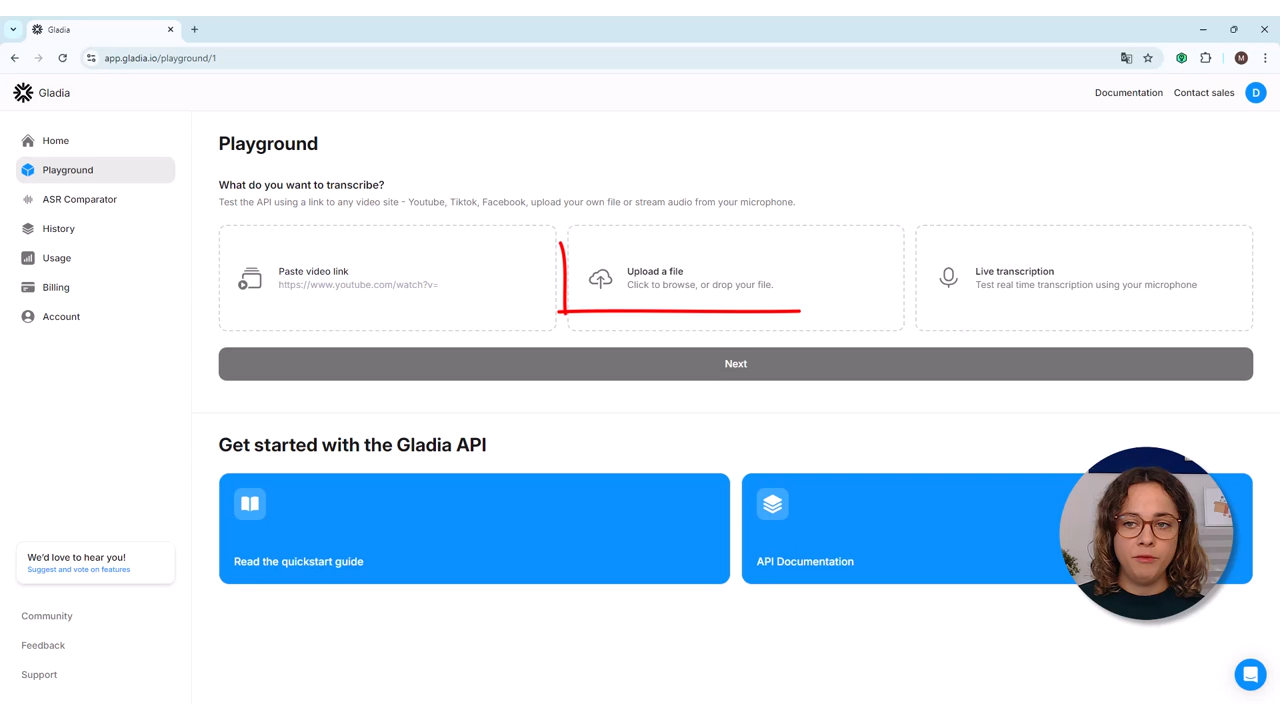 Gladia
app.gladia.io/playground/1
M
Gladia
Documentation
Contact sales
D
Home
Playground
ASR Comparator
History
Usage
Billing
Account
Playground
What do you want to transcribe?
Test the API using a link to any video site - Youtube, Tiktok, Facebook, upload your own file or stream audio from your microphone.
Paste video link
https://www.youtube.com/watch?v=
Upload a file
Click to browse, or drop your file.
Live transcription
Test real time transcription using your microphone
Next
Get started with the Gladia API
Read the quickstart guide
API Documentation
We'd love to hear you!
Suggest and vote on features
Community
Feedback
Support